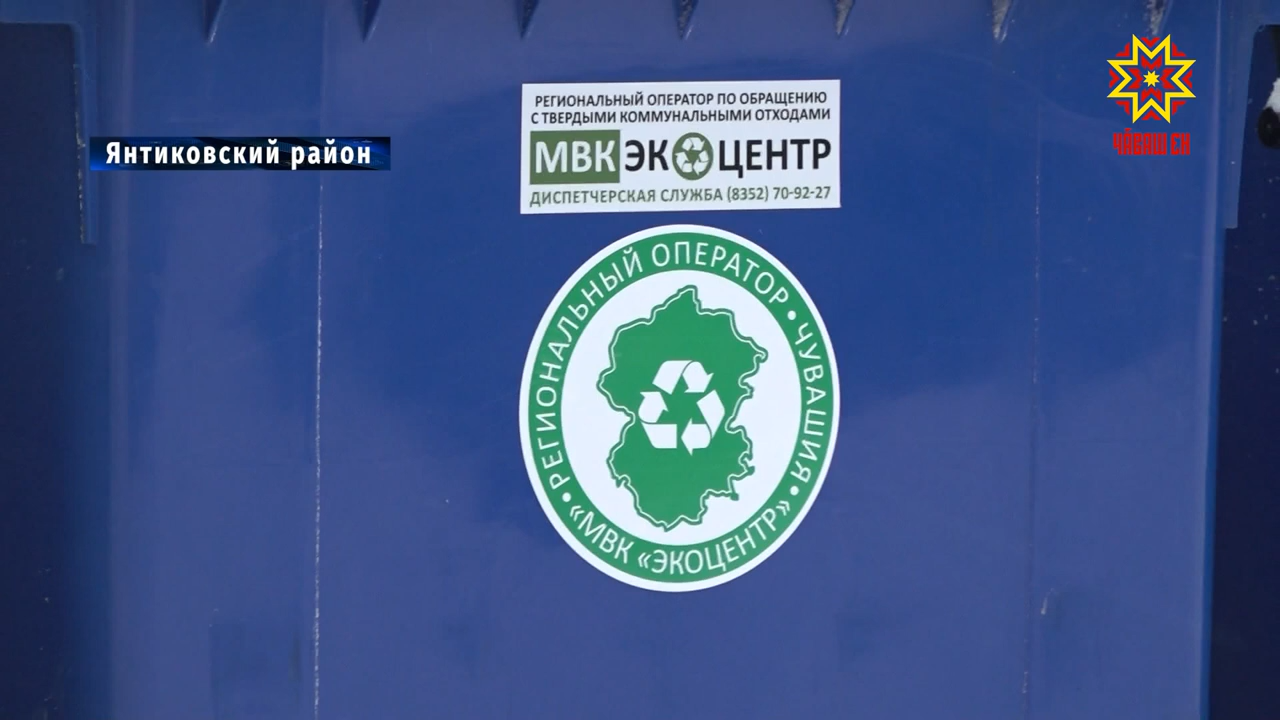 ЧӐВАШ ЕН
Янтиковский район
РЕГИОНАЛЬНЫЙ ОПЕРАТОР ПО ОБРАЩЕНИЮ
С ТВЕРДЫМИ КОММУНАЛЬНЫМИ ОТХОДАМИ
МВК ЭКОЦЕНТР
ДИСПЕТЧЕРСКАЯ СЛУЖБА (8352) 70-92-27
• РЕГИОНАЛЬНЫЙ ОПЕРАТОР • ЧУВАШИЯ •
«МВК «ЭКОЦЕНТР»